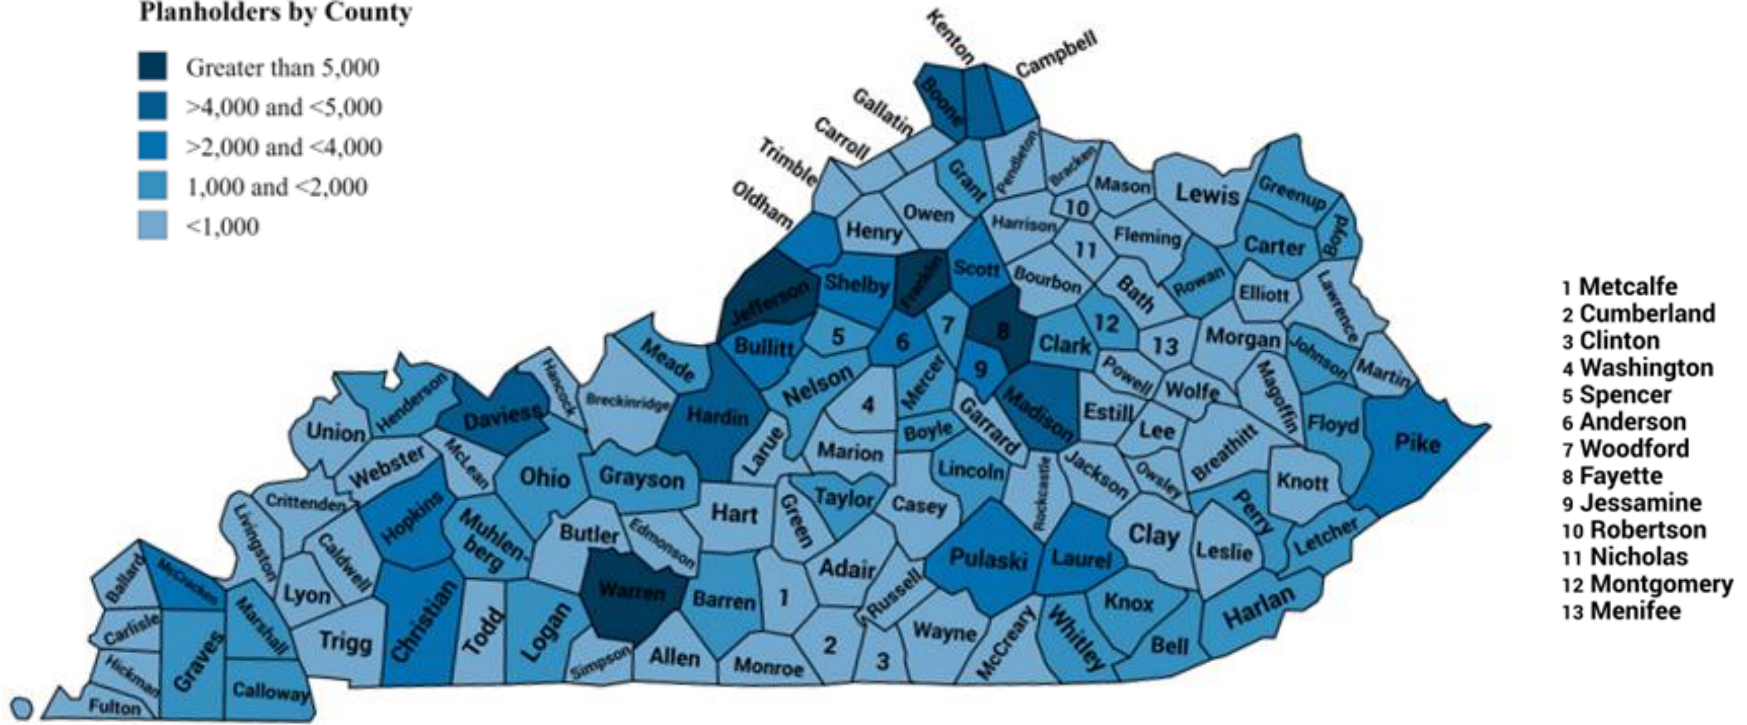 Planholders by County
Greater than 5,000
>4,000 and <5,000
>2,000 and <4,000
1,000 and <2,000
<1,000
Kenton
Campbell
Boone
Gallatin
Carroll
Trimble
Oldham
Grant
Pendleton
Bracken
Mason
Lewis
Greenup
Boyd
Owen
Henry
Harrison
10
11
Fleming
Carter
Jefferson
Shelby
Franklin
Scott
Bourbon
Bath
Rowan
Elliott
Lawrence
Bullitt
5
6
7
8
Clark
12
13
Morgan
Johnson
Martin
Meade
Nelson
Mercer
9
Powell
Wolfe
Magoffin
Henderson
Daviess
Hancock
Breckinridge
Hardin
4
Garrard
Madison
Estill
Lee
Breathitt
Floyd
Pike
Union
Webster
McLean
Larue
Marion
Boyle
Ohio
Grayson
Lincoln
Rockcastle
Jackson
Owsley
Knott
Crittenden
Livingston
Hopkins
Muhlen-
berg
Butler
Edmonson
Hart
Green
Taylor
Casey
Perry
Letcher
Caldwell
Lyon
Clay
Leslie
Pulaski
Laurel
Adair
Russell
Ballard
McCracken
Carlisle
Hickman
Fulton
Graves
Marshall
Calloway
Trigg
Christian
Todd
Logan
Warren
Simpson
Allen
Barren
Monroe
1
2
3
Wayne
McCreary
Whitley
Knox
Bell
Harlan
1 Metcalfe
2 Cumberland
3 Clinton
4 Washington
5 Spencer
6 Anderson
7 Woodford
8 Fayette
9 Jessamine
10 Robertson
11 Nicholas
12 Montgomery
13 Menifee